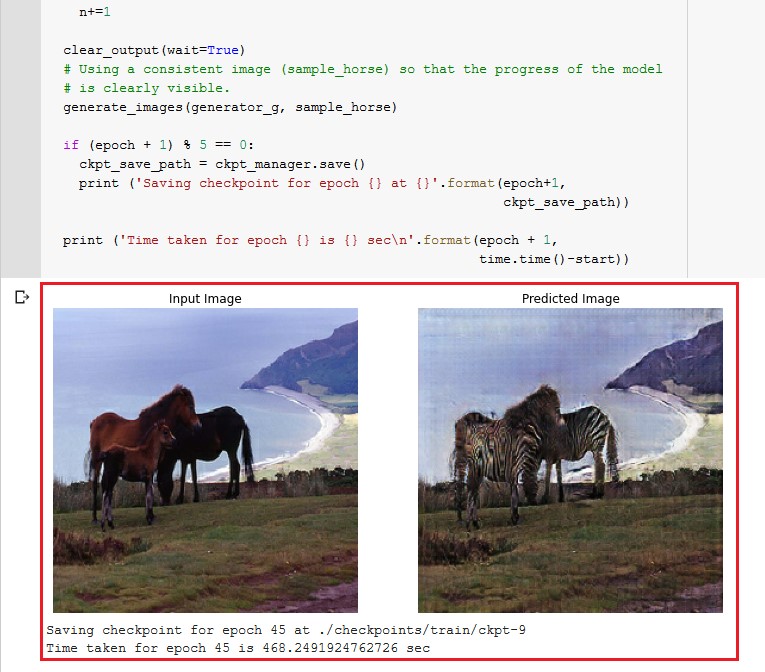 n+=1
clear_output(wait=True)
# Using a consistent image (sample_horse) so that the progress of the model
# is clearly visible.
generate_images(generator_g, sample_horse)
if (epoch + 1) % 5 == 0:
ckpt_save_path = ckpt_manager.save()
print ('Saving checkpoint for epoch {} at {}'.format(epoch+1,
ckpt_save_path))
print ('Time taken for epoch {} is {} sec\n'.format(epoch + 1,
time.time()-start))
Input Image
Predicted Image
Saving checkpoint for epoch 45 at ./checkpoints/train/ckpt-9
Time taken for epoch 45 is 468.2491924762726 sec